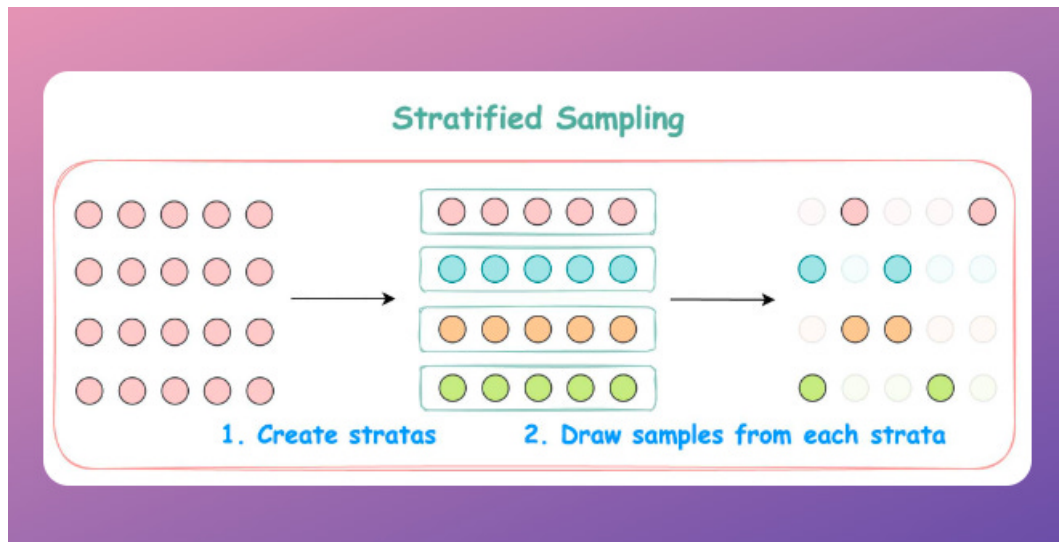 Stratified Sampling
1. Create stratas
2. Draw samples from each strata